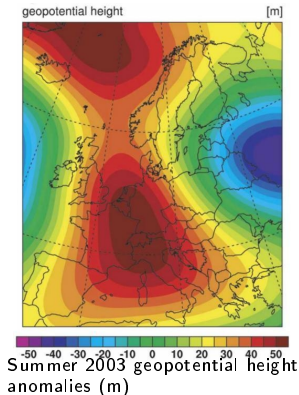 geopotential height [m]
-50 -40 -30 -20 -10 0 10 20 30 40 50
Summer 2003 geopotential height
anomalies (m)